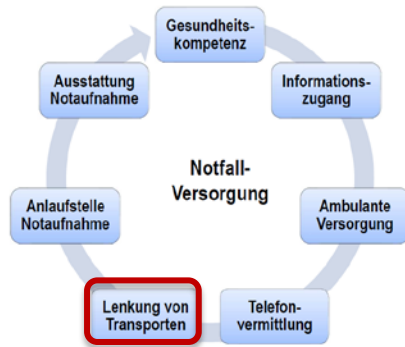 Gesundheits-
kompetenz
Informations-
zugang
Ambulante
Versorgung
Telefon-
vermittlung
Lenkung von
Transporten
Anlaufstelle
Notaufnahme
Ausstattung
Notaufnahme
Notfall-
Versorgung